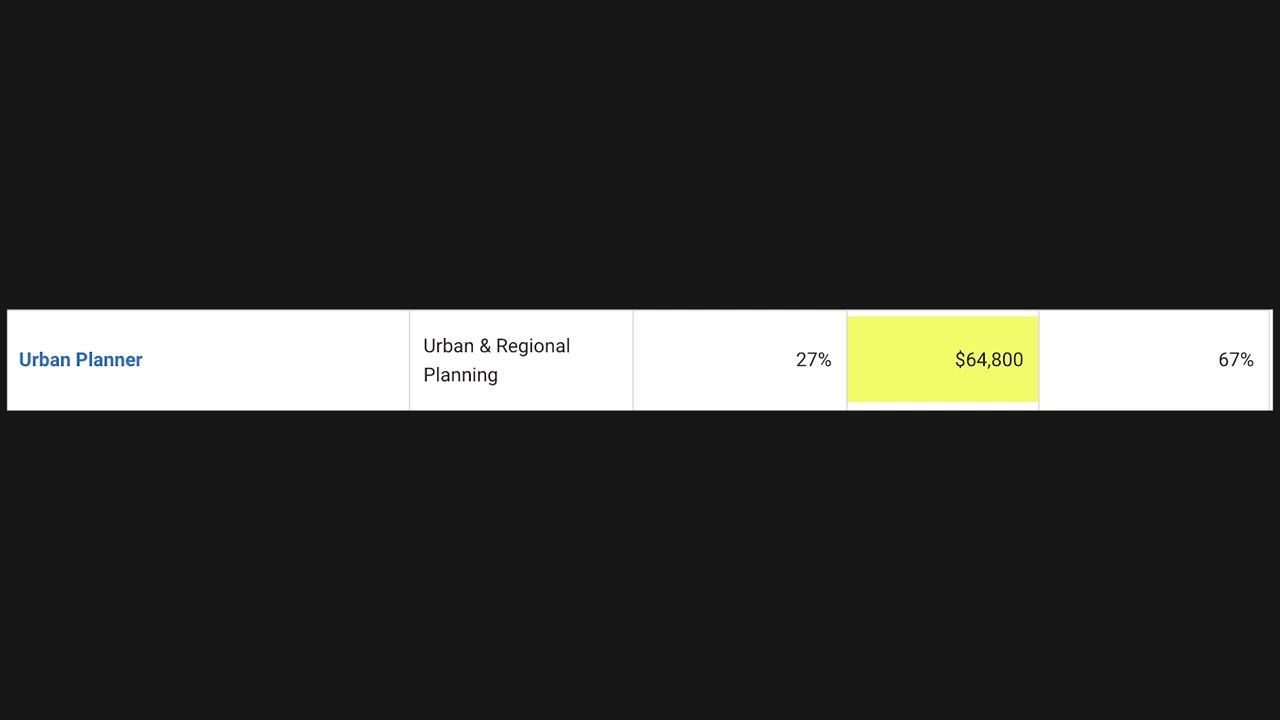 Urban Planner
Urban & Regional
Planning
27%
$64,800
67%